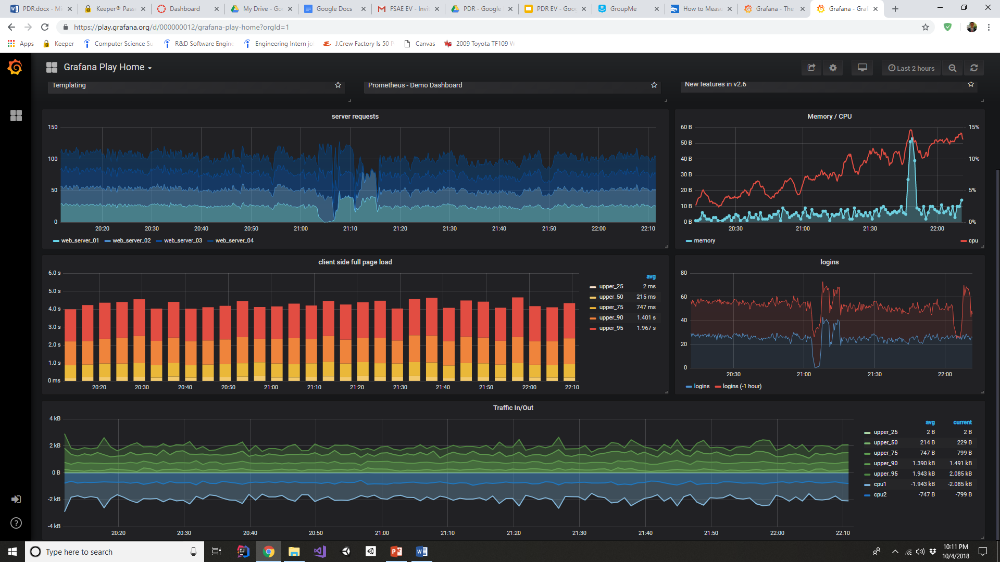 PDR.docx - Mi
Keeper® Pass
Dashboard
My Drive - Go
Google Docs
FSAE EV - Invit
PDR - Google
PDR EV - Goog
GroupMe
How to Measu
Grafana - The
Grafana - Graf
https://play.grafana.org/d/000000012/grafana-play-home?orgId=1
Apps
Keeper
Computer Science Su
R&D Software Engine
Engineering Intern jo
J.Crew Factory Is 50 P
Canvas
2009 Toyota TF109 W
Grafana Play Home
Last 2 hours
Templating
Prometheus - Demo Dashboard
New features in v2.6
server requests
150
100
50
0
20:20 20:30 20:40 20:50 21:00 21:10 21:20 21:30 21:40 21:50 22:00 22:10
web_server_01 web_server_02 web_server_03 web_server_04
Memory / CPU
60 B 15%
50 B
40 B 10%
30 B
20 B 5%
10 B
0 B 0%
20:30 21:00 21:30 22:00
memory cpu
client side full page load
6.0 s
5.0 s
4.0 s
3.0 s
2.0 s
1.0 s
0 ms
20:20 20:30 20:40 20:50 21:00 21:10 21:20 21:30 21:40 21:50 22:00 22:10
avg
upper_25 2 ms
upper_50 215 ms
upper_75 747 ms
upper_90 1.401 s
upper_95 1.967 s
logins
80
60
40
20
0
20:30 21:00 21:30 22:00
logins logins (-1 hour)
Traffic In/Out
4 kB
2 kB
0 B
-2 kB
-4 kB
20:20 20:30 20:40 20:50 21:00 21:10 21:20 21:30 21:40 21:50 22:00 22:10
avg current
upper_25 2 B 2 B
upper_50 214 B 229 B
upper_75 747 B 799 B
upper_90 1.390 kB 1.491 kB
upper_95 1.943 kB 2.085 kB
cpu1 -1.943 kB -2.085 kB
cpu2 -747 B -799 B
Type here to search
10:11 PM
10/4/2018